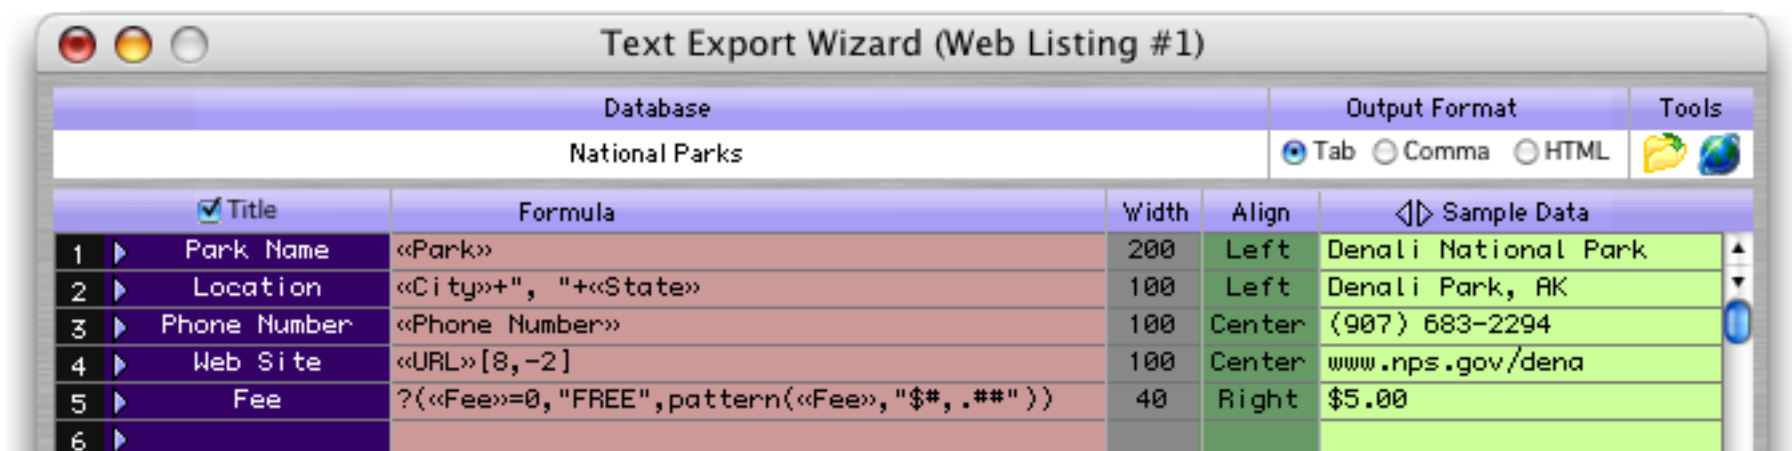 Text Export Wizard (Web Listing #1)
Database Output Format Tools
National Parks Tab Comma HTML
Title Formula Width Align Sample Data
1 Park Name «Park» 200 Left Denali National Park
2 Location «City»+", "+«State» 100 Left Denali Park, AK
3 Phone Number «Phone Number» 100 Center (907) 683-2294
4 Web Site «URL»[8,-2] 100 Center www.nps.gov/dena
5 Fee ?(«Fee»=0,"FREE",pattern(«Fee»,"$#,.##")) 40 Right $5.00
6